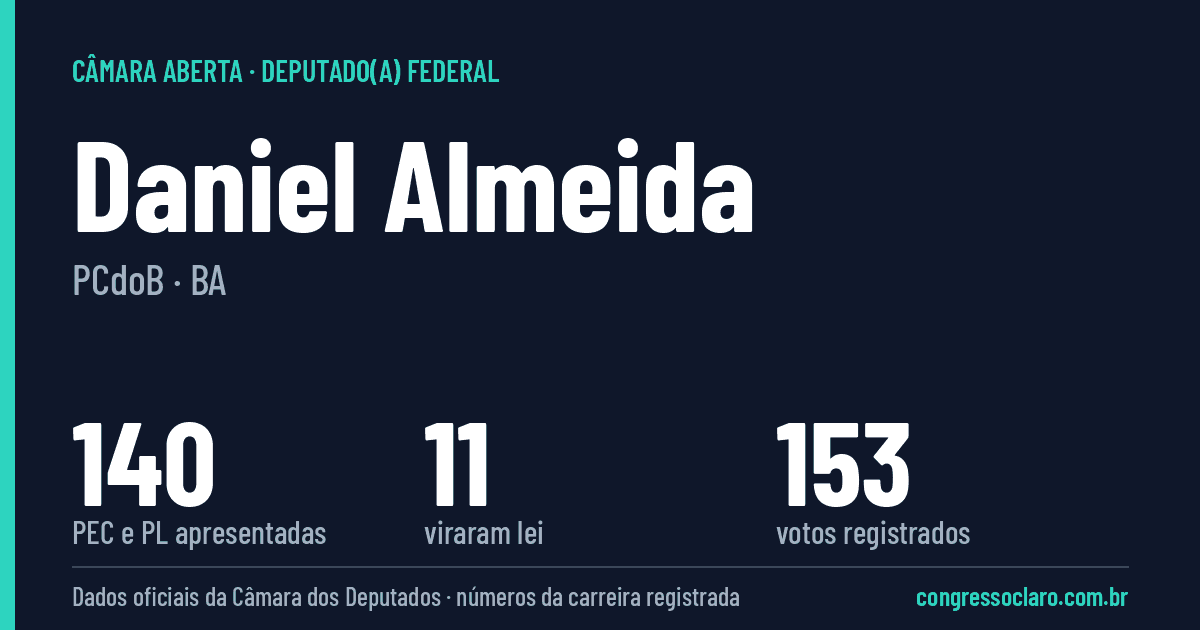 CÂMARA ABERTA · DEPUTADO(A) FEDERAL
Daniel Almeida
PCdoB · BA
140 11 153
PEC e PL apresentadas viraram lei votos registrados
Dados oficiais da Câmara dos Deputados · números da carreira registrada congressoclaro.com.br